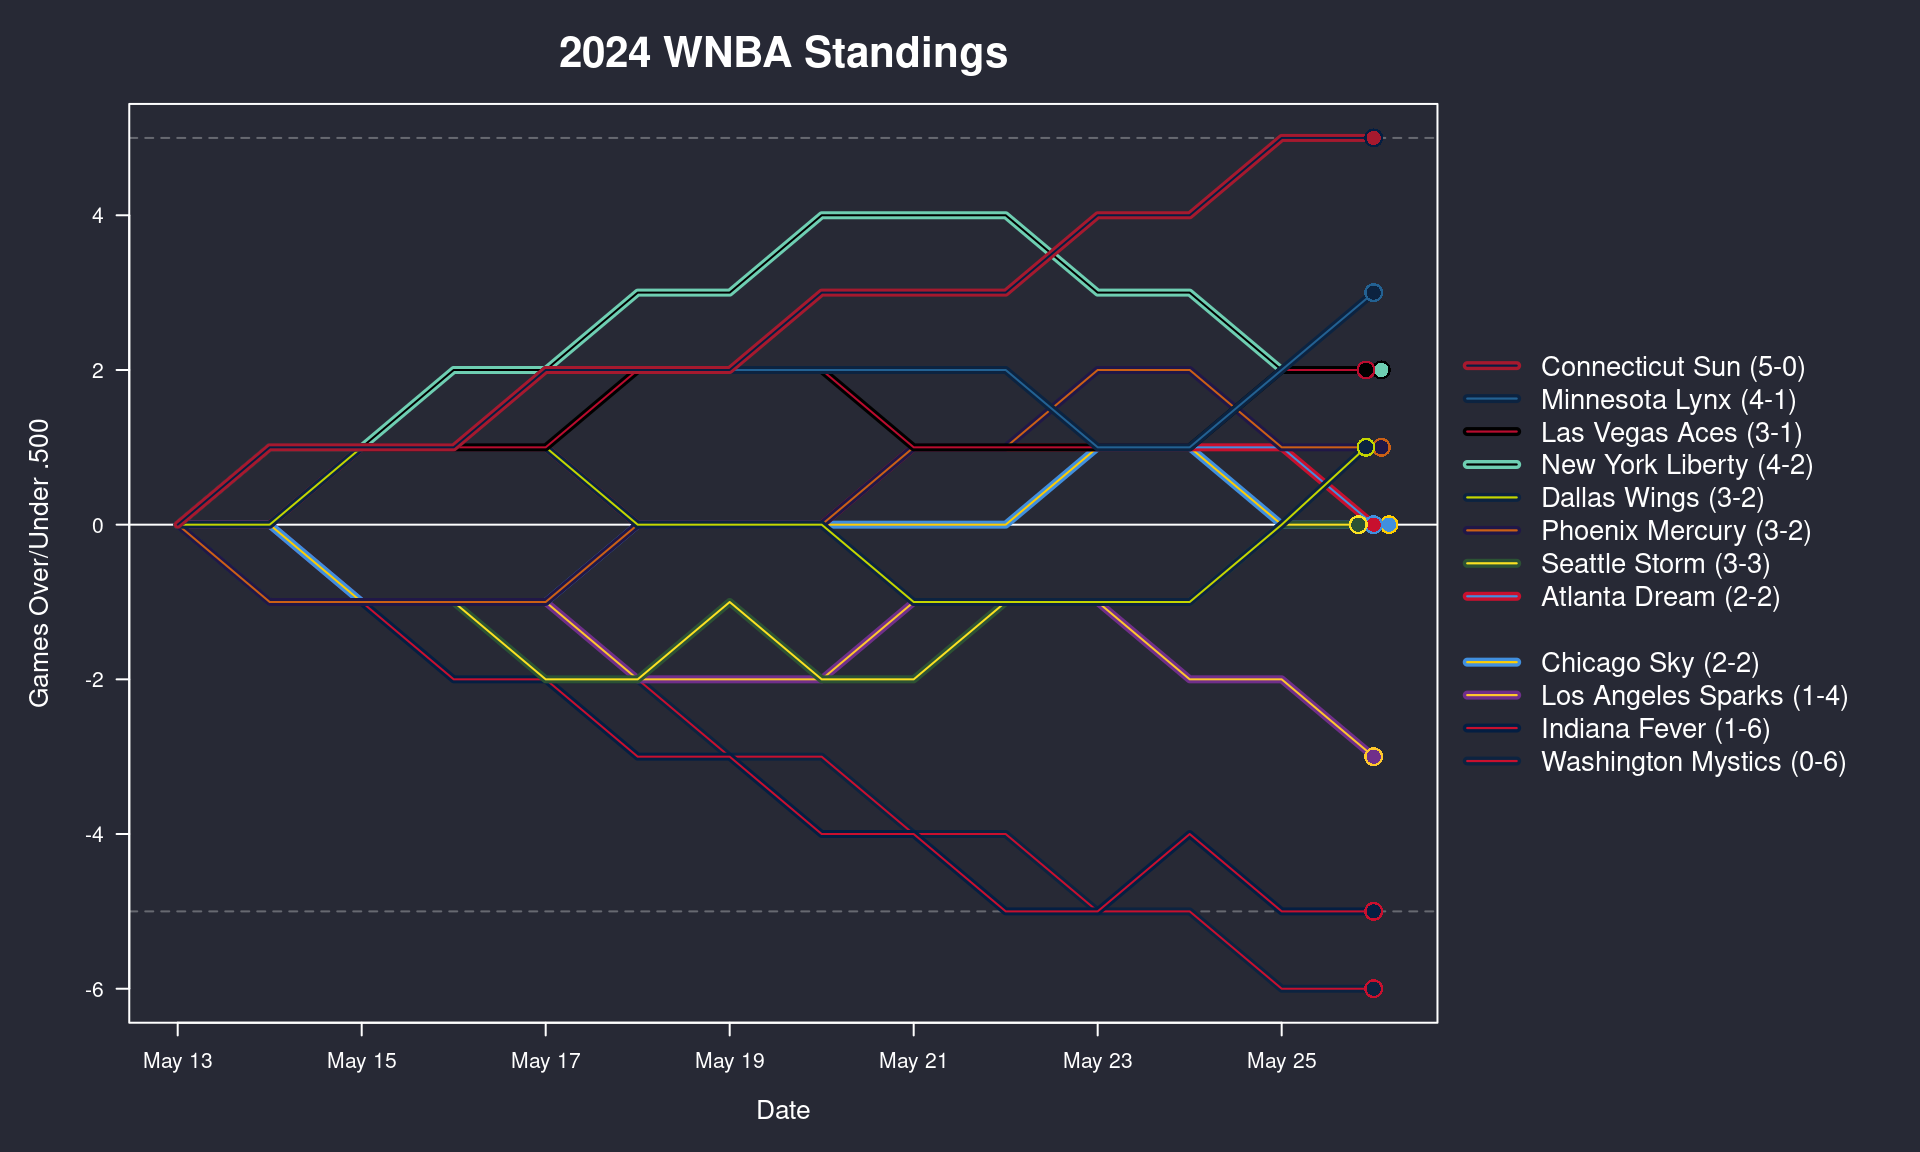 2024 WNBA Standings
Games Over/Under .500
4
2
0
-2
-4
-6
May 13
May 15
May 17
May 19
May 21
May 23
May 25
Date
Connecticut Sun (5-0)
Minnesota Lynx (4-1)
Las Vegas Aces (3-1)
New York Liberty (4-2)
Dallas Wings (3-2)
Phoenix Mercury (3-2)
Seattle Storm (3-3)
Atlanta Dream (2-2)
Chicago Sky (2-2)
Los Angeles Sparks (1-4)
Indiana Fever (1-6)
Washington Mystics (0-6)